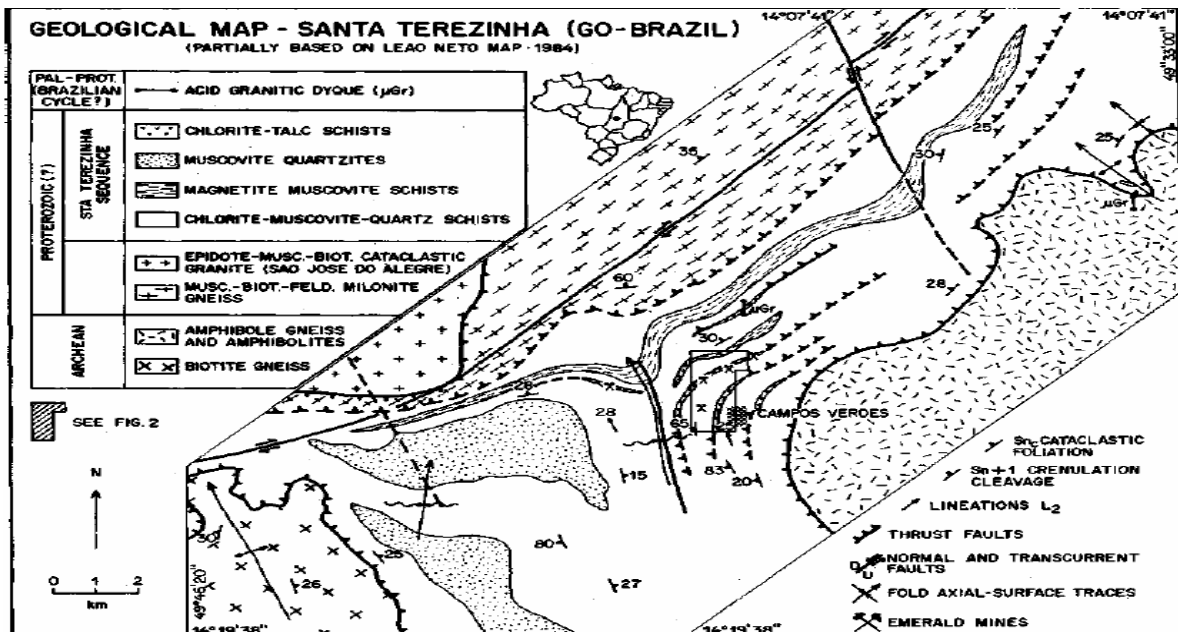 GEOLOGICAL MAP - SANTA TEREZINHA (GO-BRAZIL)
(PARTIALLY BASED ON LEAO NETO MAP - 1984)
PAL-PROT.
(BRAZILIAN
CYCLE?)
ACID GRANITIC DYQUE (µGr)
PROTEROZOIC(?)
STA TEREZINHA
SEQUENCE
CHLORITE-TALC SCHISTS
MUSCOVITE QUARTZITES
MAGNETITE MUSCOVITE SCHISTS
CHLORITE-MUSCOVITE-QUARTZ SCHISTS
EPIDOTE-MUSC.-BIOT. CATACLASTIC
GRANITE (SAO JOSE DO ALEGRE)
MUSC.-BIOT.-FELD. MILONITE
GNEISS
ARCHEAN
AMPHIBOLE GNEISS
AND AMPHIBOLITES
BIOTITE GNEISS
SEE FIG. 2
N
0 1 2
km
14°07'41"
14°07'41"
49°33'00"
35
25
30
25
µGr
60
28
µGr
30
28
28
CAMPOS VERDES
65
83
20
15
80
27
30
25
26
49°46'20"
14°19'38"
14°19'38"
Sn CATACLASTIC
FOLIATION
Sn+1 CRENULATION
CLEAVAGE
LINEATIONS L2
THRUST FAULTS
D
U
NORMAL AND TRANSCURRENT
FAULTS
FOLD AXIAL-SURFACE TRACES
EMERALD MINES